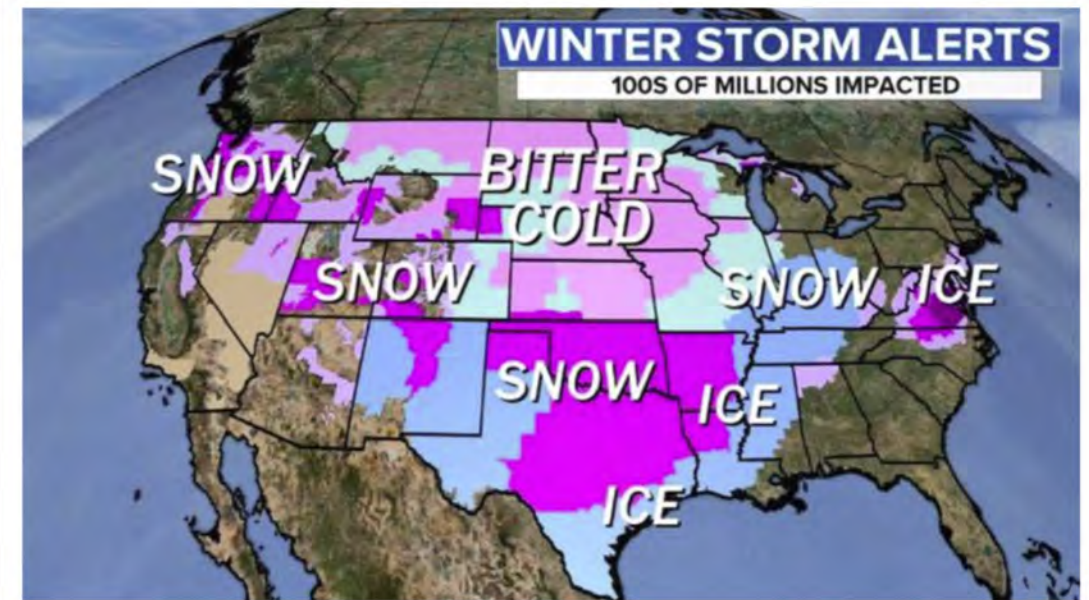 WINTER STORM ALERTS
100S OF MILLIONS IMPACTED
SNOW
BITTER
COLD
SNOW
SNOW
ICE
SNOW
ICE
ICE